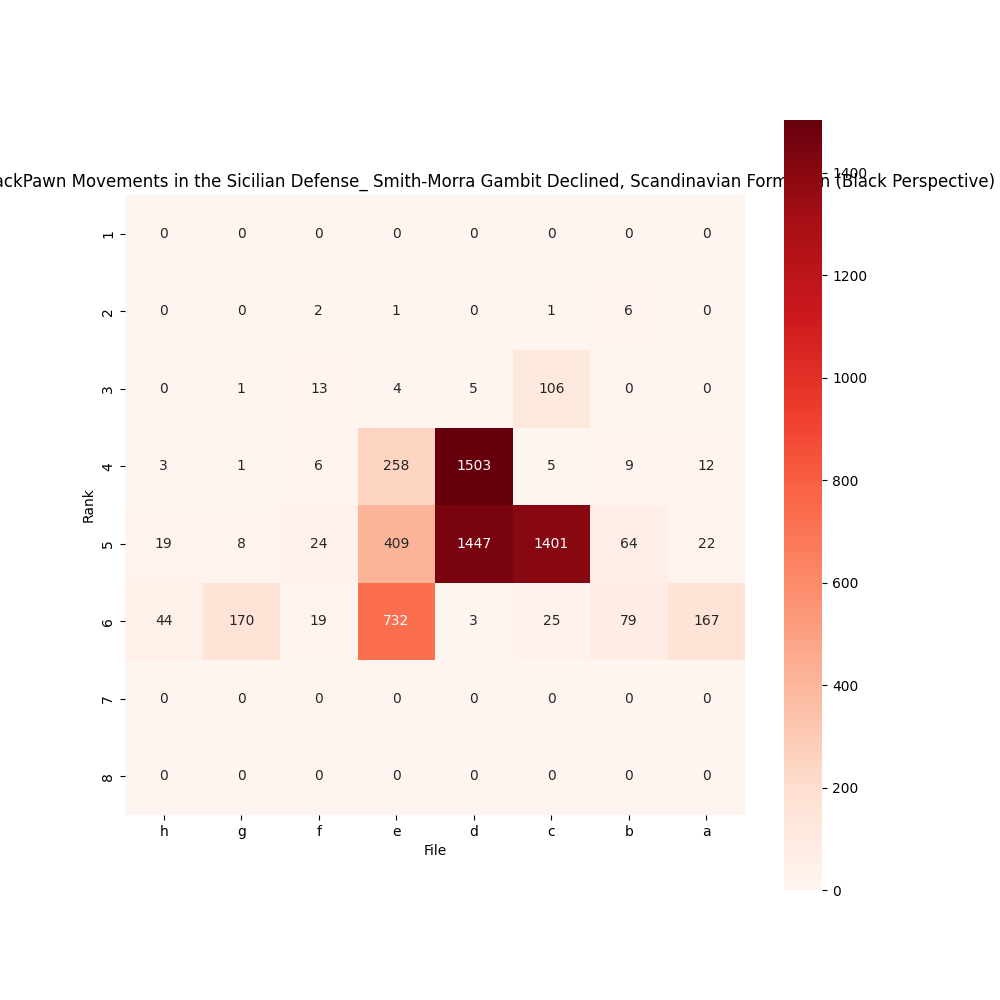 ackPawn Movements in the Sicilian Defense_ Smith-Morra Gambit Declined, Scandinavian Form n (Black Perspective)
1400
1 0 0 0 0 0 0 0 0
1200
2 0 0 2 1 0 1 6 0
1000
3 0 1 13 4 5 106 0 0
4 3 1 6 258 1503 5 9 12
800
Rank
5 19 8 24 409 1447 1401 64 22
600
6 44 170 19 732 3 25 79 167
400
7 0 0 0 0 0 0 0 0
8 0 0 0 0 0 0 0 0
200
h g f e d c b a
File
0